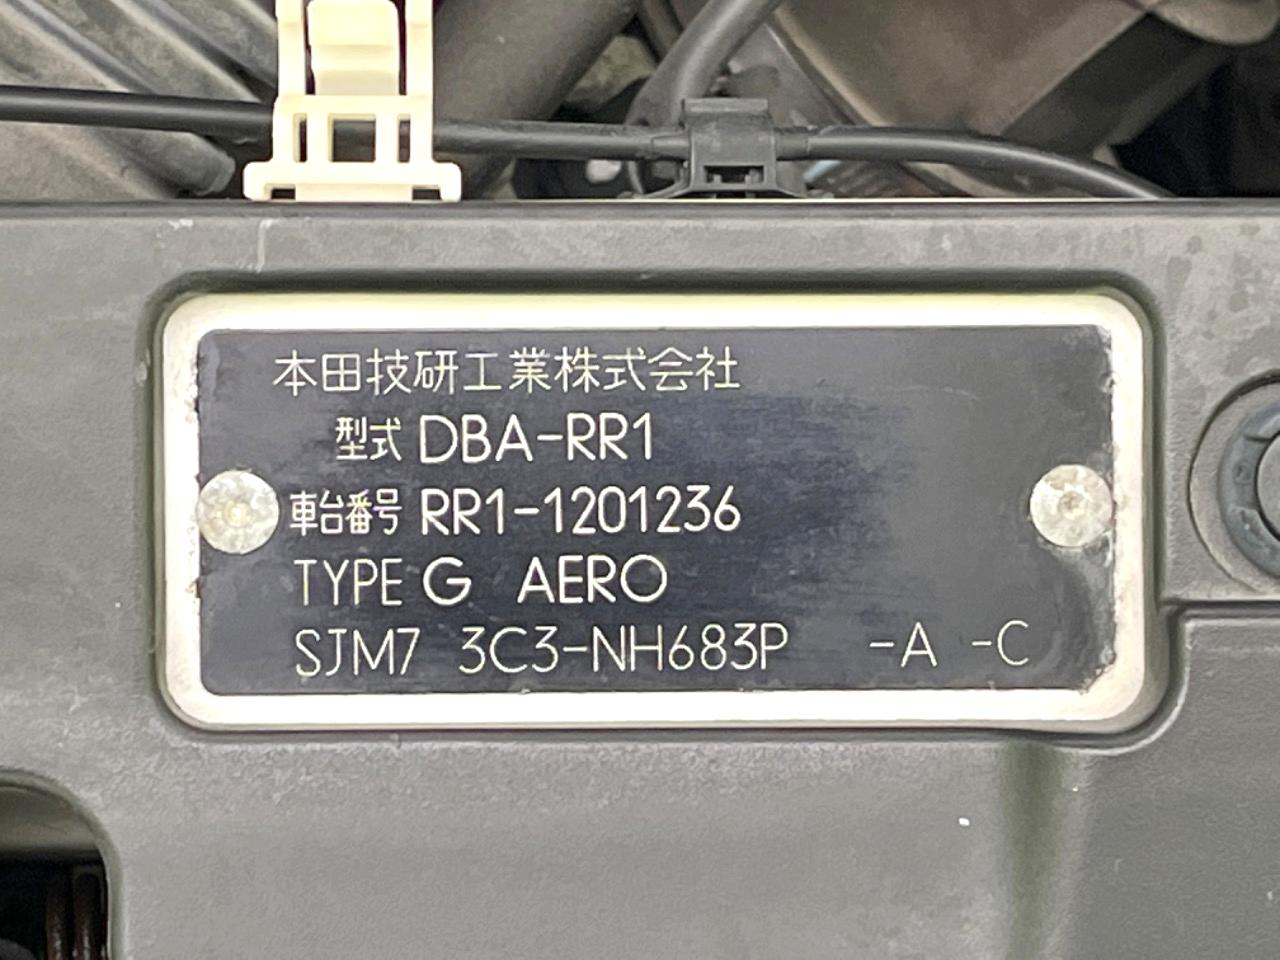 本田技研工業株式会社
型式 DBA-RR1
車台番号 RR1-1201236
TYPE G AERO
SJM7 3C3-NH683P -A -C